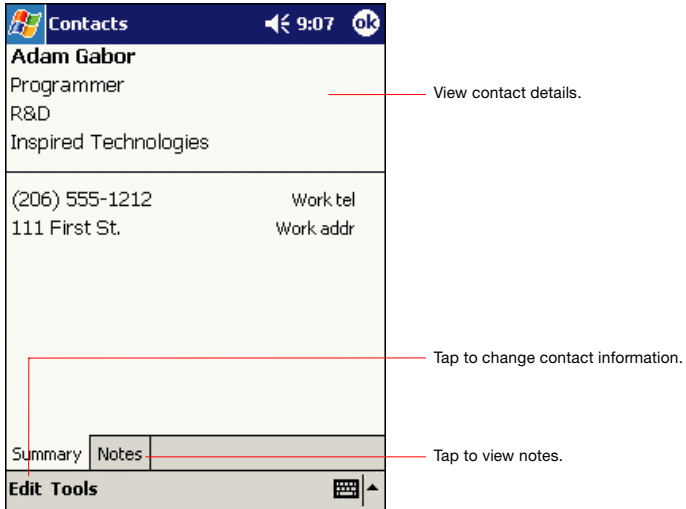 Contacts 9:07 ok
Adam Gabor
Programmer
R&D
Inspired Technologies
View contact details.
(206) 555-1212 Work tel
111 First St. Work addr
Tap to change contact information.
Summary Notes
Tap to view notes.
Edit Tools